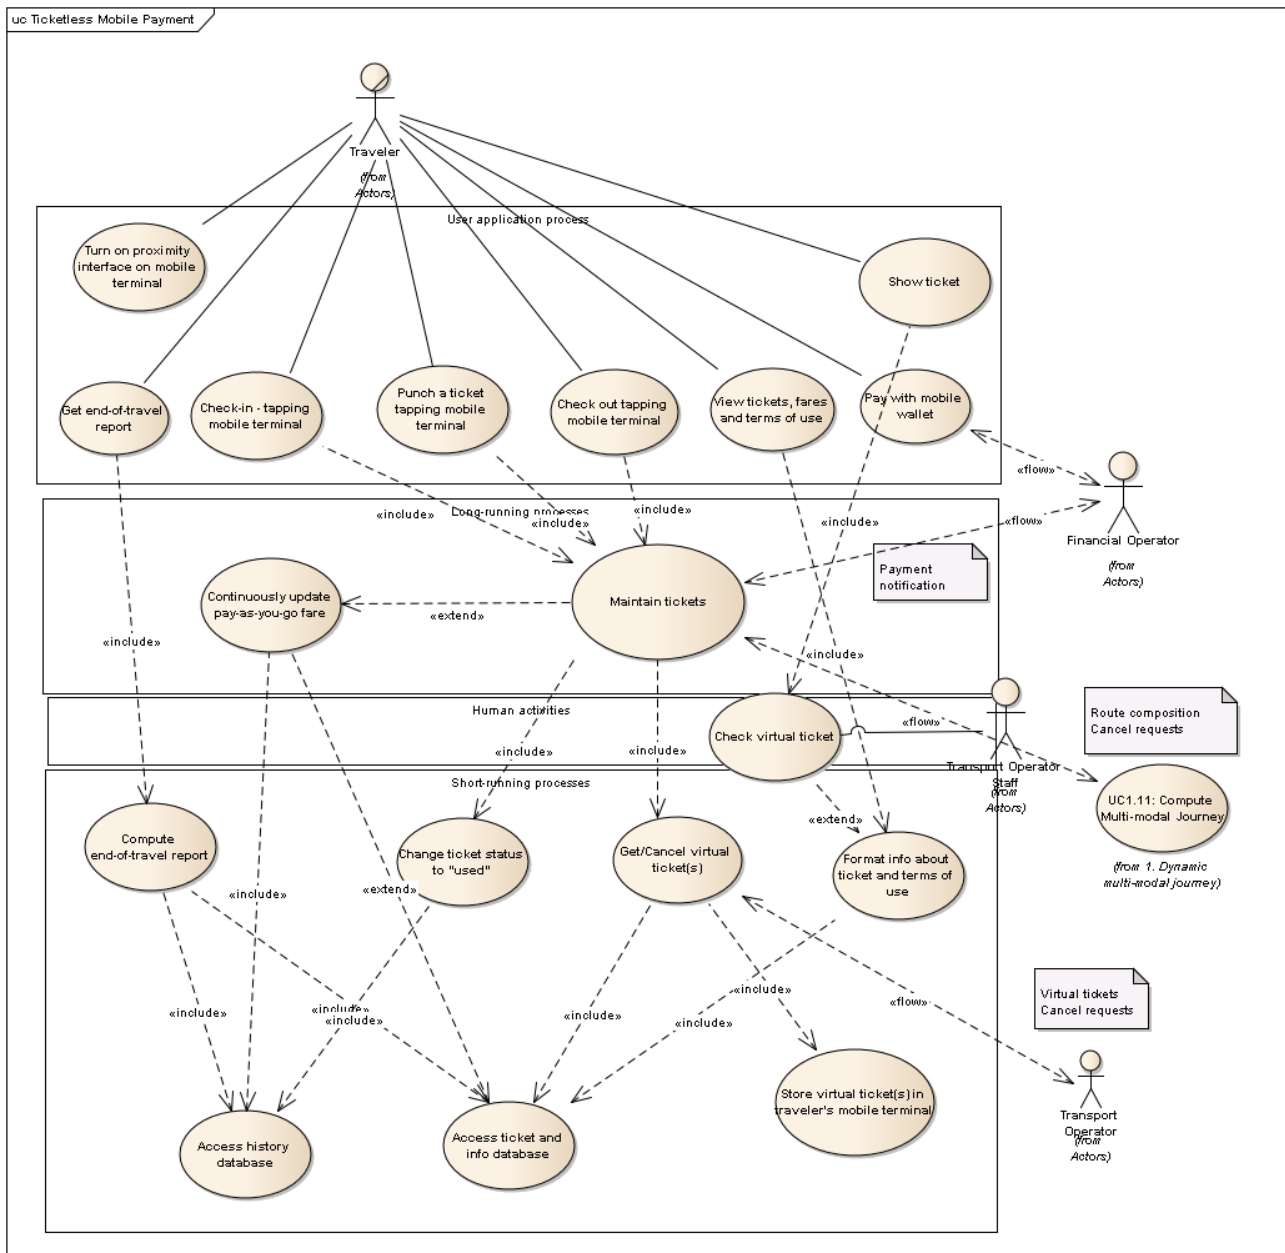 uc Ticketless Mobile Payment
Traveler
(from
Actors)
User application process
Turn on proximity
interface on mobile
terminal
Show ticket
Get end-of-travel
report
Check-in - tapping
mobile terminal
Punch a ticket
tapping mobile
terminal
Check out tapping
mobile terminal
View tickets, fares
and terms of use
Pay with mobile
wallet
«flow»
Financial Operator
(from
Actors)
Long-running processes
«include»
«include»
«include»
«include»
«flow»
Payment
notification
Continuously update
pay-as-you-go fare
Maintain tickets
«extend»
«include»
«include»
Human activities
Check virtual ticket
«flow»
Transport Operator
Staff
(from
Actors)
Route composition
Cancel requests
«include»
«include»
Short-running processes
UC1.11: Compute
Multi-modal Journey
(from 1. Dynamic
multi-modal journey)
Compute
end-of-travel report
Change ticket status
to "used"
Get/Cancel virtual
ticket(s)
«extend»
Format info about
ticket and terms of
use
«include»
«extend»
«include»
«include»
«include»
«include»
«include»
«include»
«flow»
Virtual tickets
Cancel requests
Access history
database
Access ticket and
info database
Store virtual ticket(s) in
traveler's mobile terminal
Transport
Operator
(from
Actors)